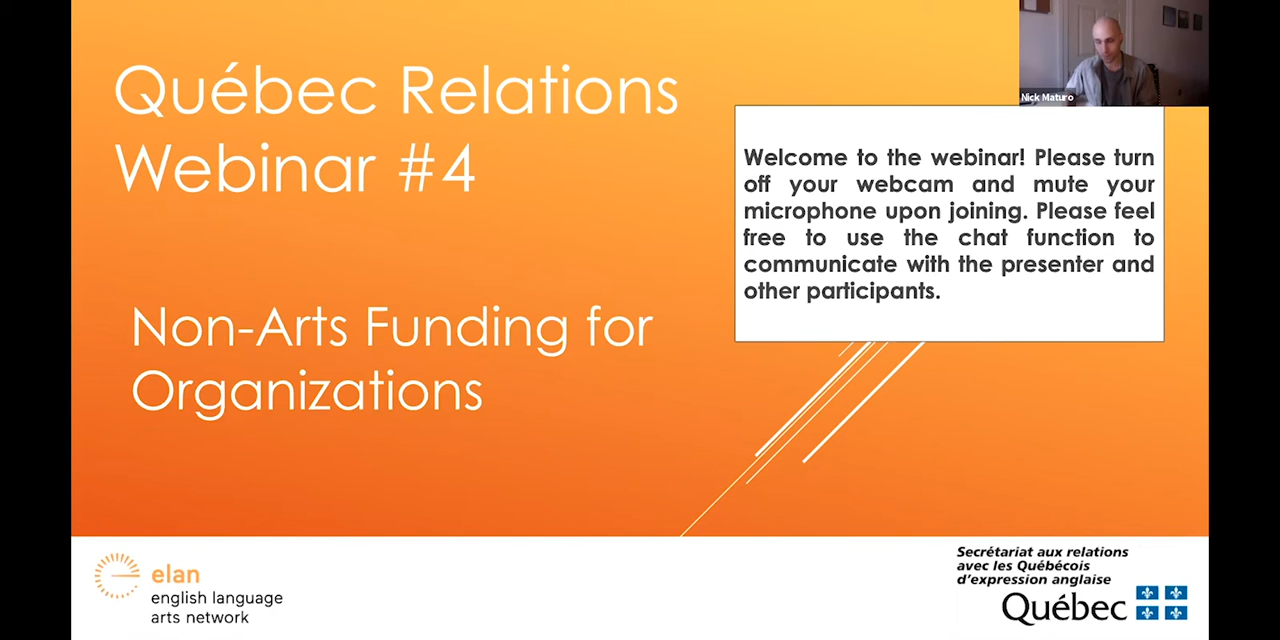 Québec Relations
Webinar #4
Non-Arts Funding for
Organizations
Nick Maturo
Welcome to the webinar! Please turn
off your webcam and mute your
microphone upon joining. Please feel
free to use the chat function to
communicate with the presenter and
other participants.
elan
english language
arts network
Secrétariat aux relations
avec les Québécois
d'expression anglaise
Québec